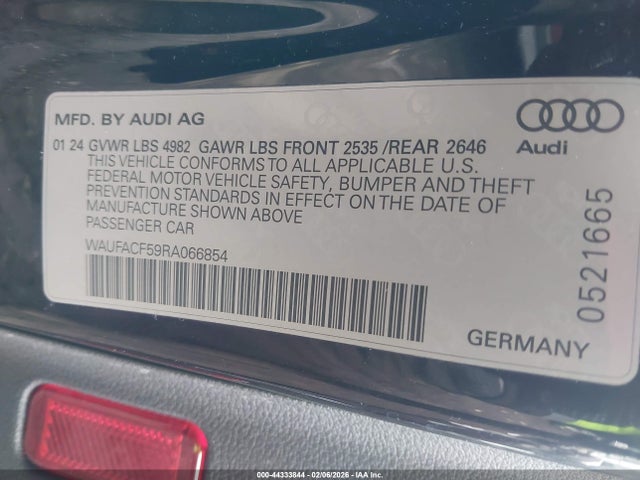 MFD. BY AUDI AG
01 24 GVWR LBS 4982 GAWR LBS FRONT 2535 /REAR 2646
THIS VEHICLE CONFORMS TO ALL APPLICABLE U.S.
FEDERAL MOTOR VEHICLE SAFETY, BUMPER AND THEFT
PREVENTION STANDARDS IN EFFECT ON THE DATE OF
MANUFACTURE SHOWN ABOVE
PASSENGER CAR
WAUFACF59RA066854
Audi
0521665
GERMANY
000-44333844 | 02/06/2026 | IAA Inc.